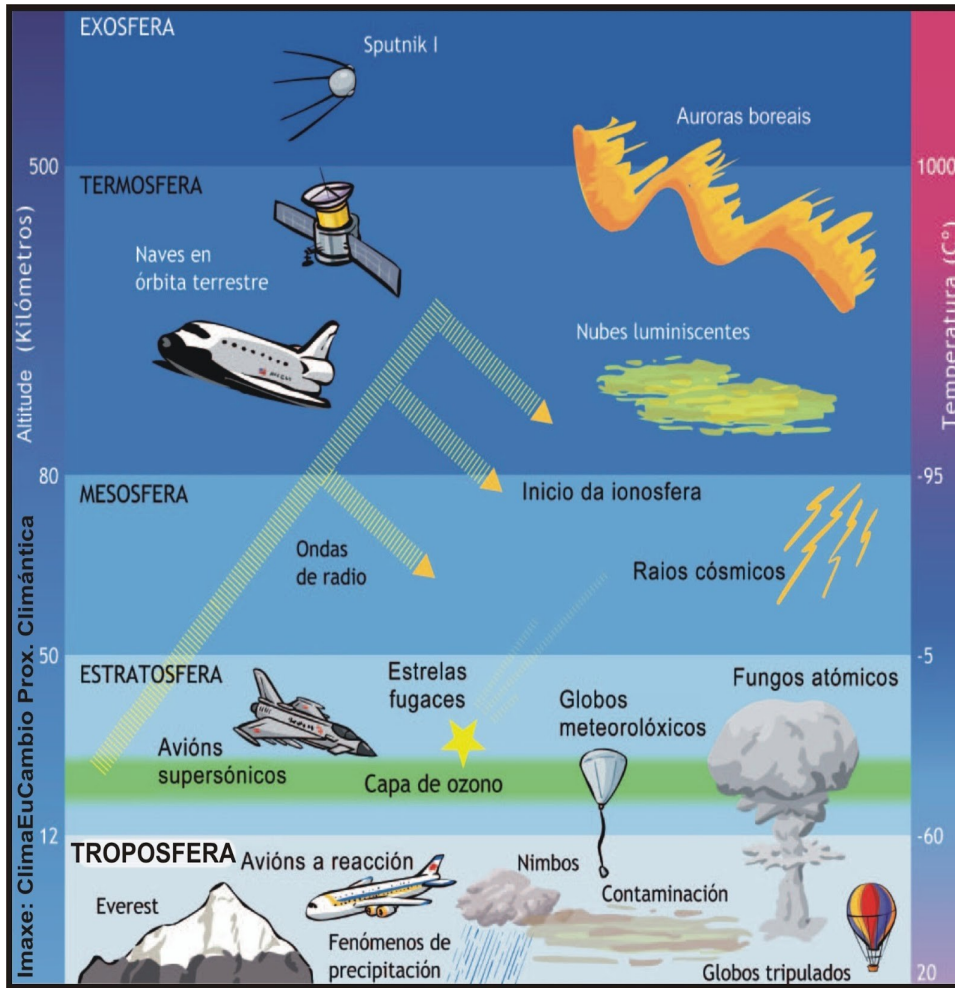 EXOSFERA
Sputnik I
Auroras boreais
500
1000
TERMOSFERA
Naves en
órbita terrestre
Nubes luminiscentes
Altitude (Kilómetros)
Temperatura (Cº)
80
-95
MESOSFERA
Inicio da ionosfera
Ondas
de radio
Raios cósmicos
50
-5
ESTRATOSFERA
Estrelas
fugaces
Fungos atómicos
Globos
meteorolóxicos
Avións
supersónicos
Capa de ozono
12
-60
TROPOSFERA
Avións a reacción
Nimbos
Contaminación
Everest
Fenómenos de
precipitación
Globos tripulados
20
Imaxe: ClimaEuCambio Prox. Climántica